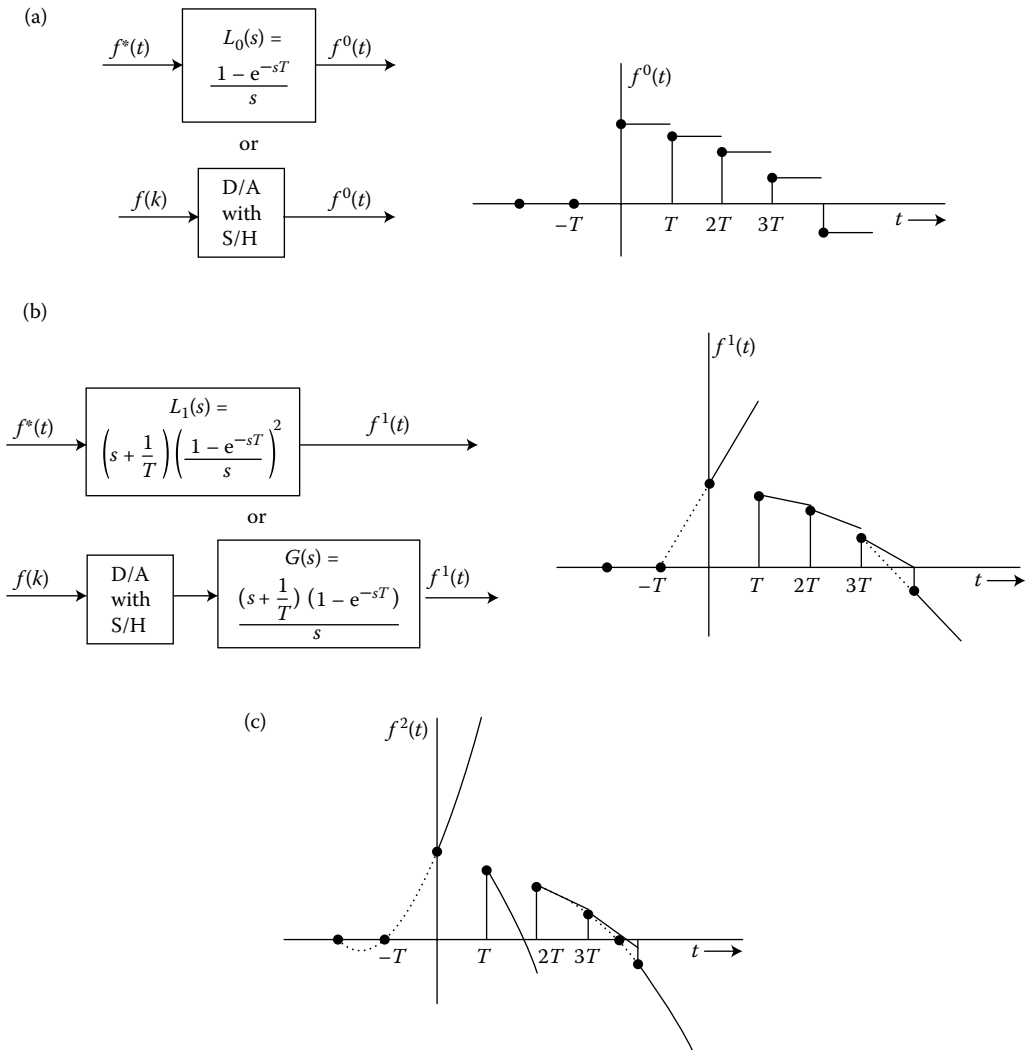 (a)
f*(t)
L₀(s) =
1 – e^–sT
s
f⁰(t)
or
f(k)
D/A
with
S/H
f⁰(t)
f⁰(t)
–T T 2T 3T t
(b)
f*(t)
L₁(s) =
(s + 1/T) ((1 – e^–sT)/s)²
f¹(t)
or
f(k)
D/A
with
S/H
G(s) =
(s + 1/T) (1 – e^–sT)
s
f¹(t)
f¹(t)
–T T 2T 3T t
(c)
f²(t)
–T T 2T 3T t